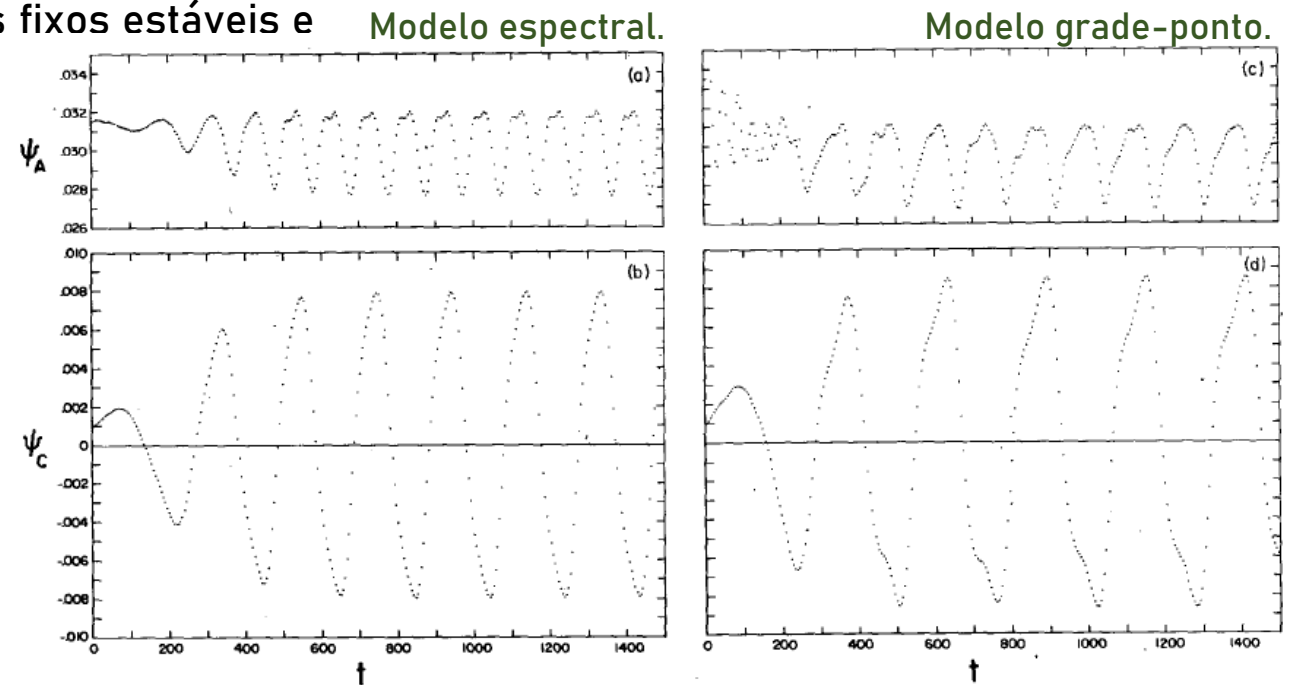 s fixos estáveis e
Modelo espectral.
Modelo grade-ponto.
(a)
.034
.032
ψA
.030
.028
.026
(c)
(b)
.010
.008
.006
.004
.002
ψC
0
-.002
-.004
-.006
-.008
-.010
0 200 400 600 800 1000 1200 1400
t
(d)
0 200 400 600 800 1000 1200 1400
t